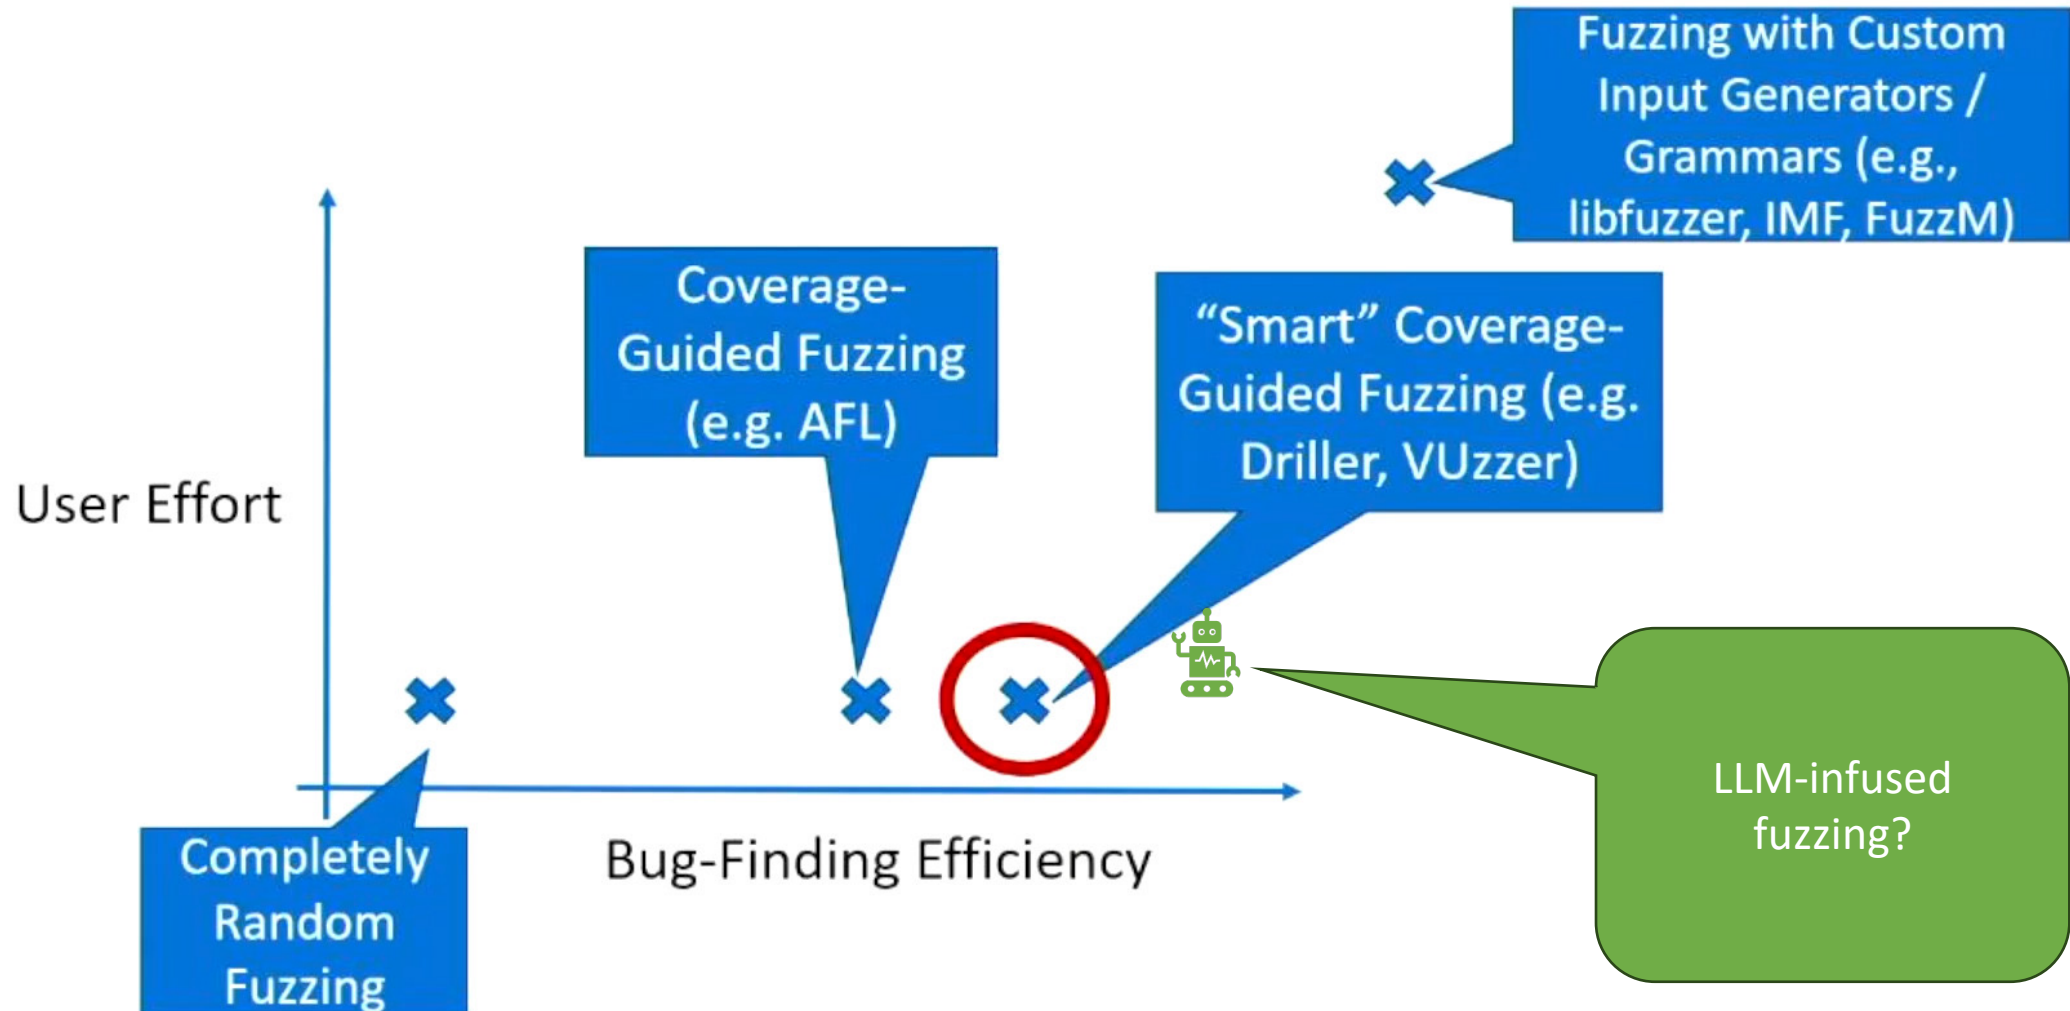 Fuzzing with Custom
Input Generators /
Grammars (e.g.,
libfuzzer, IMF, FuzzM)
Coverage-
Guided Fuzzing
(e.g. AFL)
“Smart” Coverage-
Guided Fuzzing (e.g.
Driller, VUzzer)
User Effort
LLM-infused
fuzzing?
Bug-Finding Efficiency
Completely
Random
Fuzzing